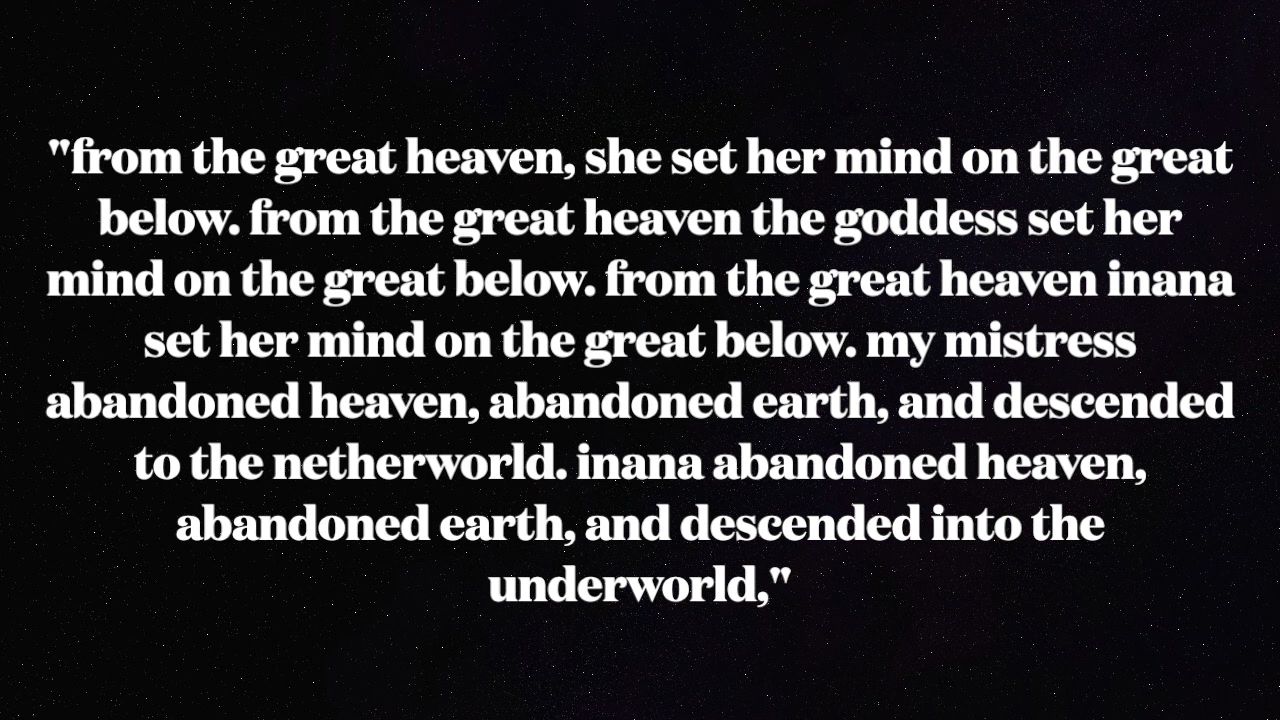 "from the great heaven, she set her mind on the great
below. from the great heaven the goddess set her
mind on the great below. from the great heaven inana
set her mind on the great below. my mistress
abandoned heaven, abandoned earth, and descended
to the netherworld. inana abandoned heaven,
abandoned earth, and descended into the
underworld,"